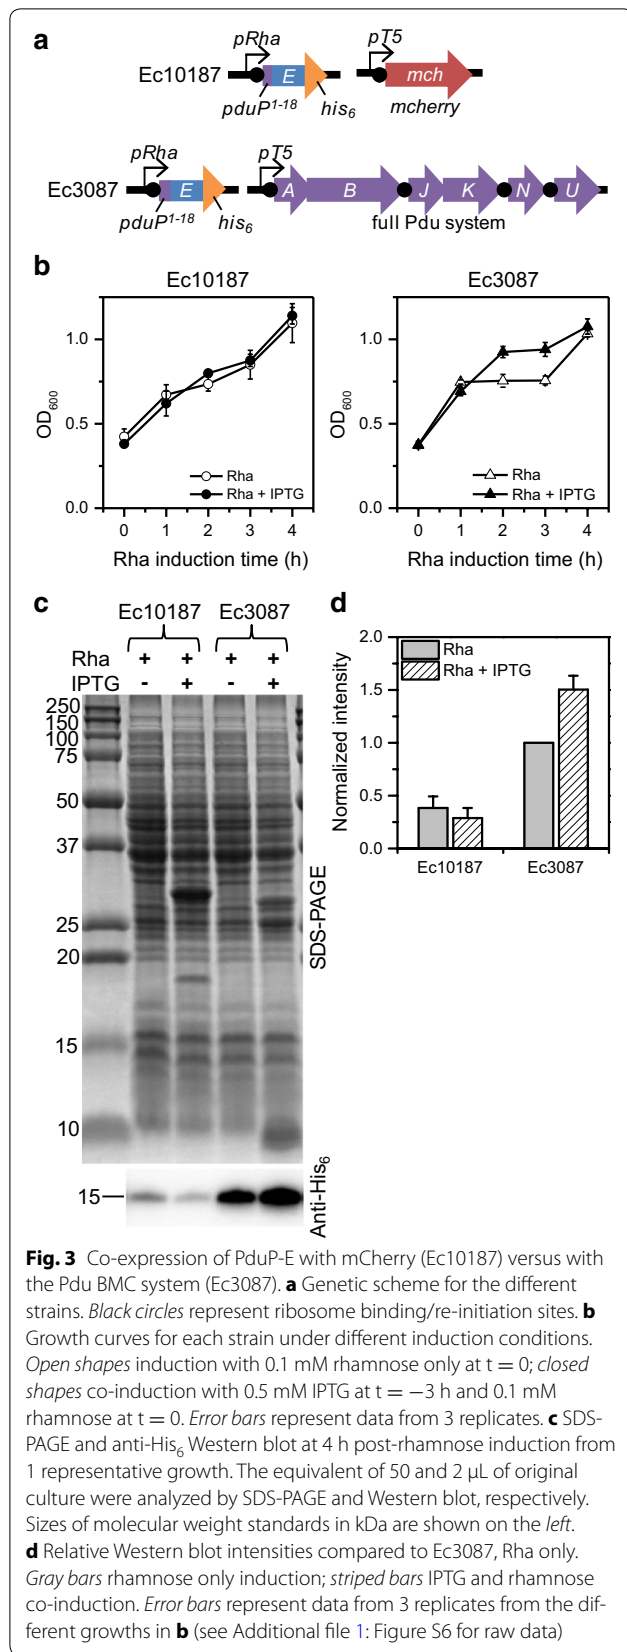 a
pRha
pT5
Ec10187
E
mch
pduP1-18
his6
mcherry
pRha
pT5
Ec3087
E
A B J K N U
pduP1-18
his6
full Pdu system
b
Ec10187
Ec3087
OD600
1.0
0.5
0.0
Rha
Rha + IPTG
0 1 2 3 4
Rha induction time (h)
OD600
1.0
0.5
0.0
Rha
Rha + IPTG
0 1 2 3 4
Rha induction time (h)
c
Ec10187 Ec3087
Rha + + + +
IPTG - + - +
250
150
100
75
50
37
25
20
15
10
SDS-PAGE
15
Anti-His6
d
Normalized intensity
2.0
1.5
1.0
0.5
0.0
Rha
Rha + IPTG
Ec10187 Ec3087
Fig. 3 Co-expression of PduP-E with mCherry (Ec10187) versus with
the Pdu BMC system (Ec3087). a Genetic scheme for the different
strains. Black circles represent ribosome binding/re-initiation sites. b
Growth curves for each strain under different induction conditions.
Open shapes induction with 0.1 mM rhamnose only at t = 0; closed
shapes co-induction with 0.5 mM IPTG at t = −3 h and 0.1 mM
rhamnose at t = 0. Error bars represent data from 3 replicates. c SDS-
PAGE and anti-His6 Western blot at 4 h post-rhamnose induction from
1 representative growth. The equivalent of 50 and 2 µL of original
culture were analyzed by SDS-PAGE and Western blot, respectively.
Sizes of molecular weight standards in kDa are shown on the left.
d Relative Western blot intensities compared to Ec3087, Rha only.
Gray bars rhamnose only induction; striped bars IPTG and rhamnose
co-induction. Error bars represent data from 3 replicates from the dif-
ferent growths in b (see Additional file 1: Figure S6 for raw data)